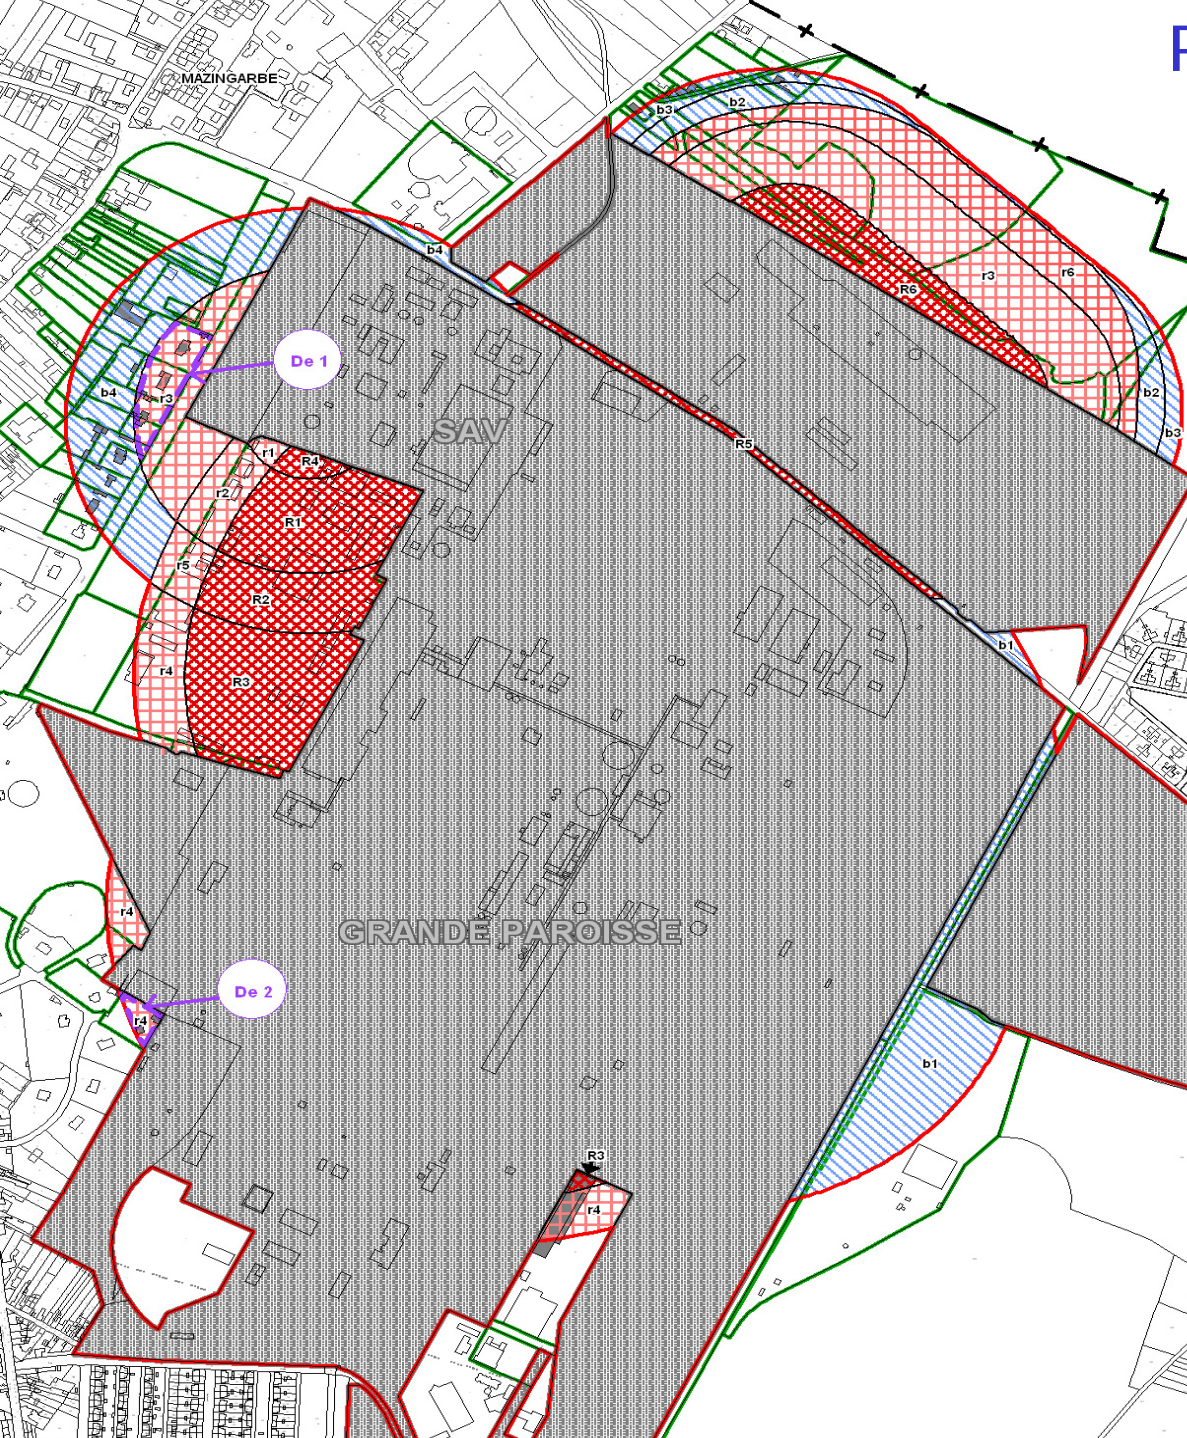 P
MAZINGARBE
b3
b2
b4
r6
r3
R6
De 1
b4
r3
SAV
b2
b3
R5
r1
R4
r2
R1
r5
R2
b1
r4
R3
r4
GRANDE PAROISSE
De 2
r4
b1
R3
r4